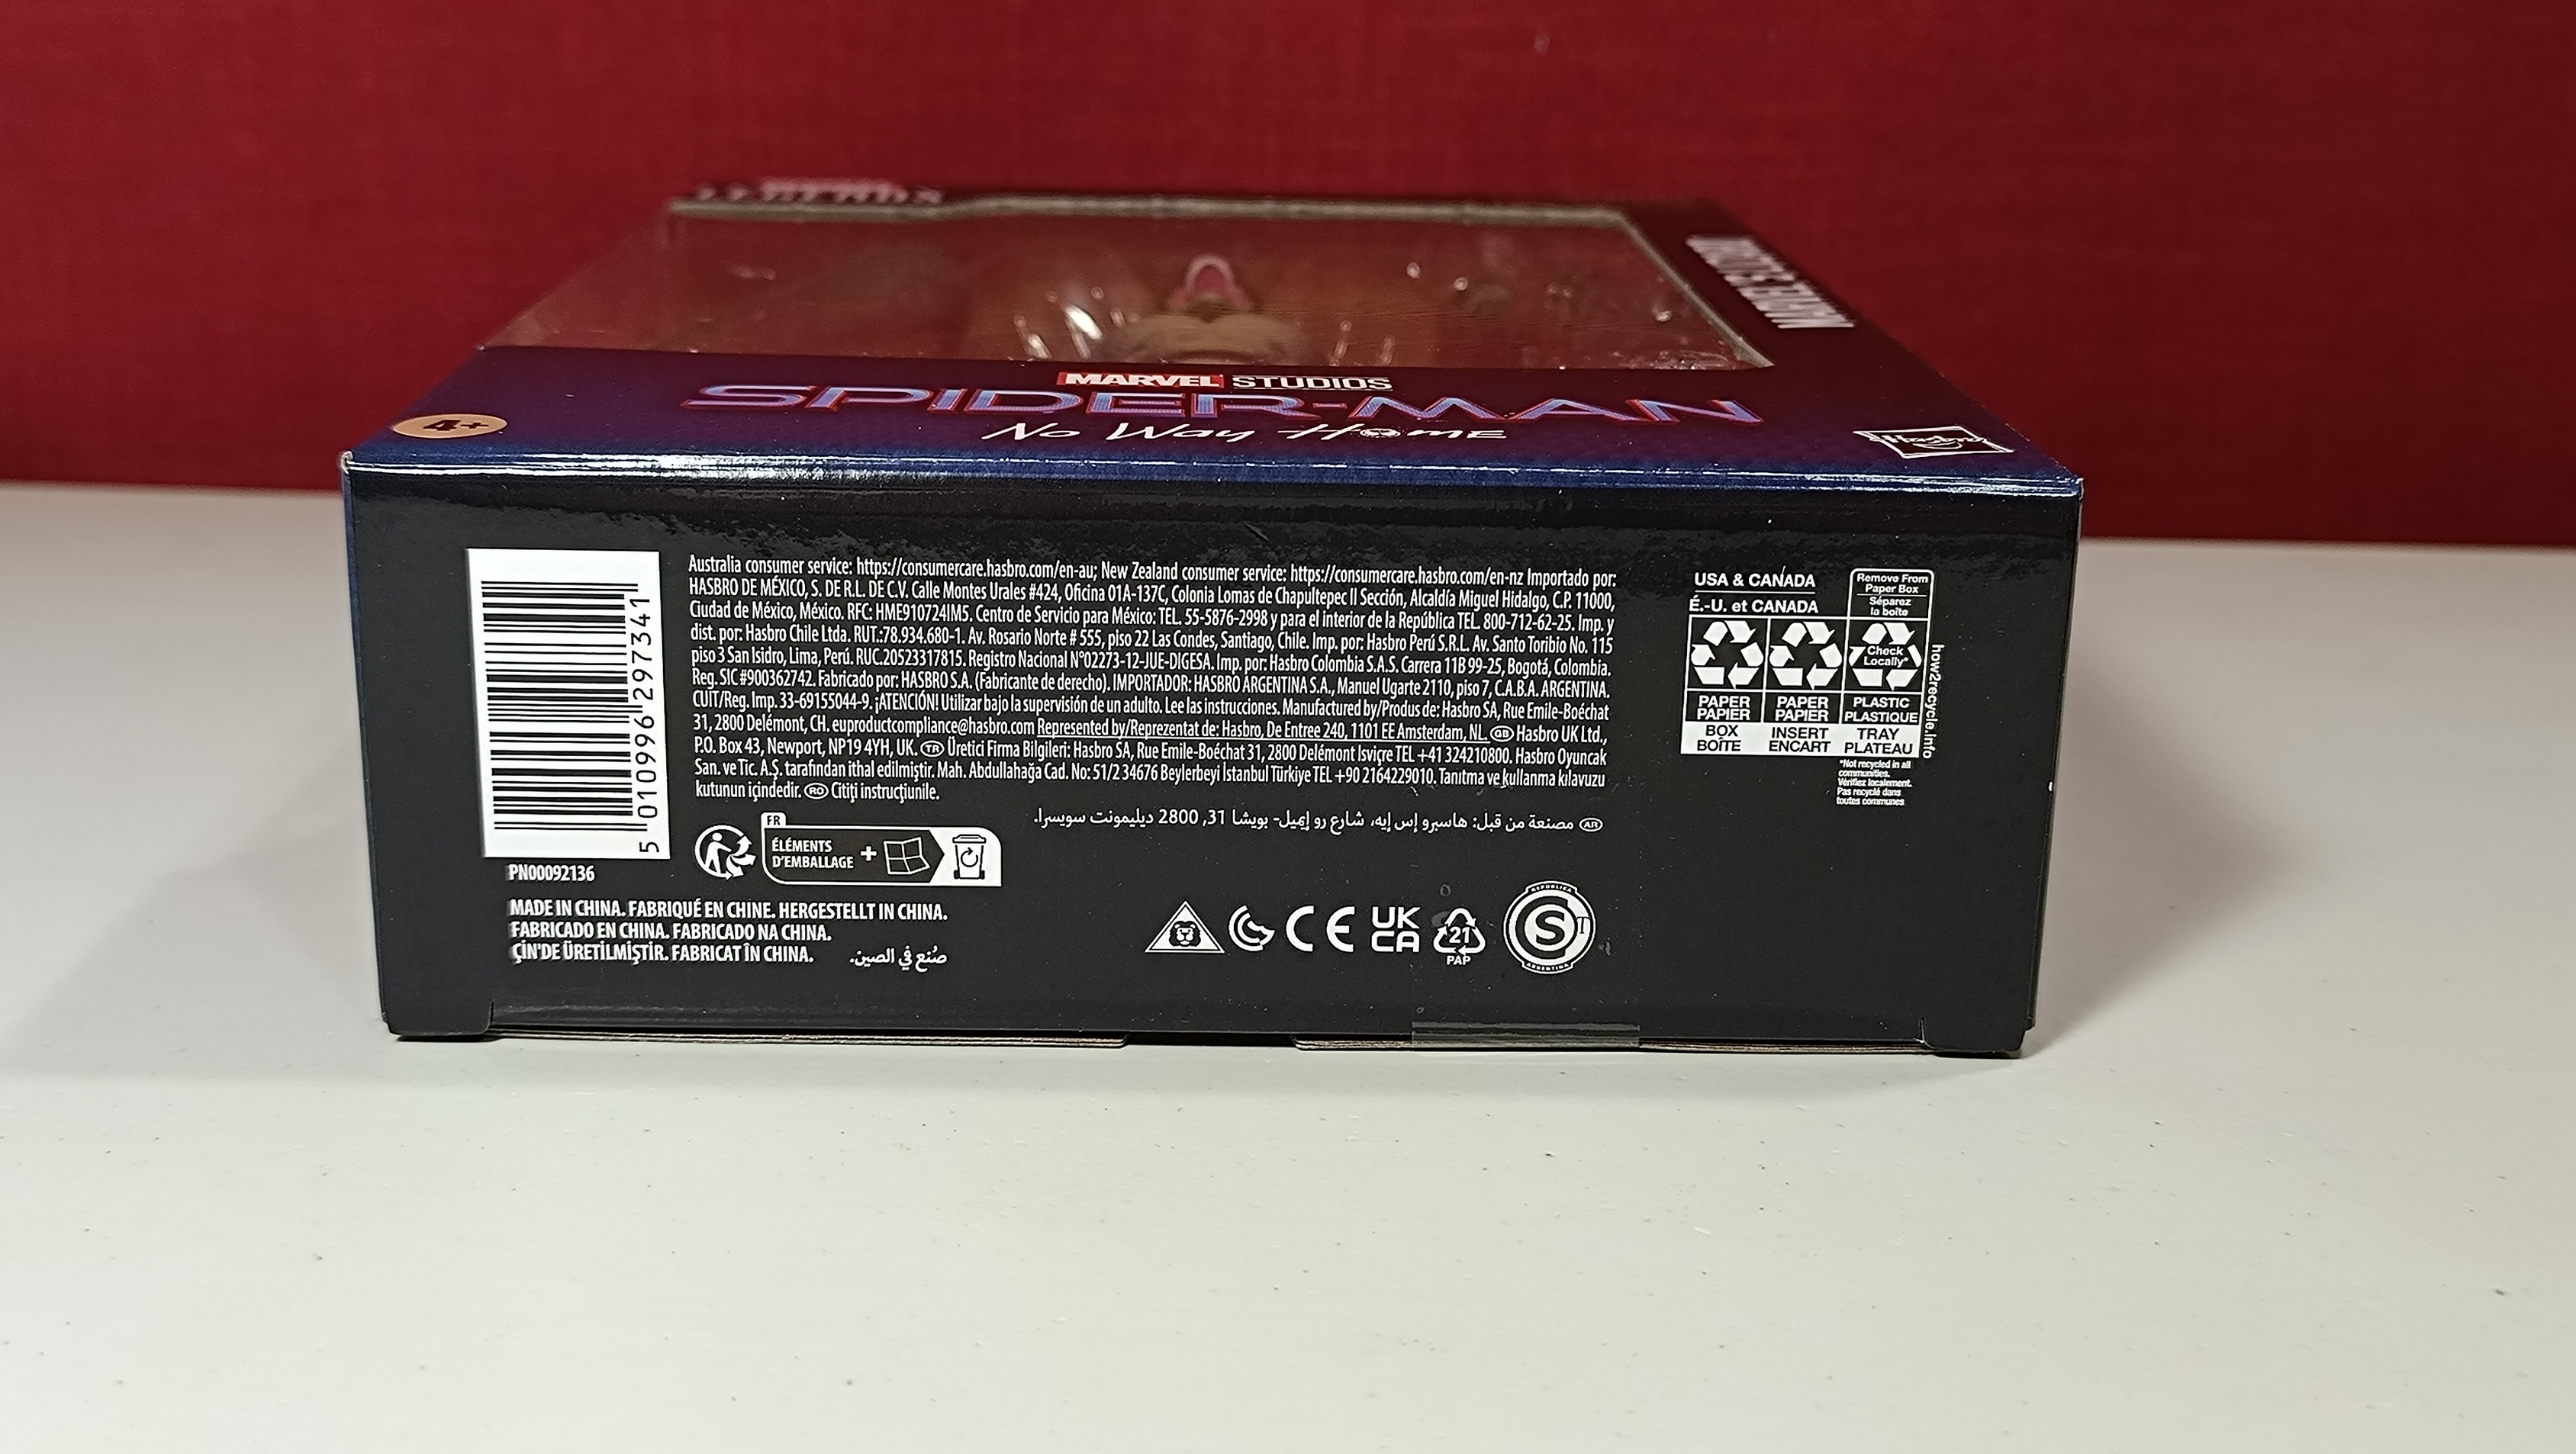 MARVEL STUDIOS
SPIDER-MAN
No Way Home
4+
Hasbro
5 010996 297341
PN00092136
Australia consumer service: https://consumercare.hasbro.com/en-au; New Zealand consumer service: https://consumercare.hasbro.com/en-nz Importado por:
HASBRO DE MÉXICO, S. DE R.L. DE C.V. Calle Montes Urales #424, Oficina 01A-137C, Colonia Lomas de Chapultepec II Sección, Alcaldía Miguel Hidalgo, C.P. 11000,
Ciudad de México, México. RFC: HME910724IM5. Centro de Servicio para México: TEL. 55-5876-2998 y para el interior de la República TEL. 800-712-62-25. Imp. y
dist. por: Hasbro Chile Ltda. RUT.:78.934.680-1. Av. Rosario Norte # 555, piso 22 Las Condes, Santiago, Chile. Imp. por: Hasbro Perú S.R.L. Av. Santo Toribio No. 115
piso 3 San Isidro, Lima, Perú. RUC.20523317815. Registro Nacional N°02273-12-JUE-DIGESA. Imp. por: Hasbro Colombia S.A.S. Carrera 11B 99-25, Bogotá, Colombia.
Reg. SIC #900362742. Fabricado por: HASBRO S.A. (Fabricante de derecho). IMPORTADOR: HASBRO ARGENTINA S.A., Manuel Ugarte 2110, piso 7, C.A.B.A. ARGENTINA.
CUIT/Reg. Imp. 33-69155044-9. ¡ATENCIÓN! Utilizar bajo la supervisión de un adulto. Lee las instrucciones. Manufactured by/Produs de: Hasbro SA, Rue Emile-Boéchat
31, 2800 Delémont, CH. euproductcompliance@hasbro.com Represented by/Reprezentat de: Hasbro, De Entree 240, 1101 EE Amsterdam, NL. GB Hasbro UK Ltd.,
P.O. Box 43, Newport, NP19 4YH, UK. TR Üretici Firma Bilgileri: Hasbro SA, Rue Emile-Boéchat 31, 2800 Delémont İsviçre TEL +41 324210800. Hasbro Oyuncak
San. ve Tic. A.Ş. tarafından ithal edilmiştir. Mah. Abdullahağa Cad. No: 51/2 34676 Beylerbeyi İstanbul Türkiye TEL +90 2164229010. Tanıtma ve kullanma kılavuzu
kutunun içindedir. RO Citiți instrucțiunile.
AR مصنعة من قبل: هاسبرو إس إيه، شارع رو إيميل- بويشا 31, 2800 ديليمونت سويسرا.
FR
ÉLÉMENTS
D'EMBALLAGE +
MADE IN CHINA. FABRIQUÉ EN CHINE. HERGESTELLT IN CHINA.
FABRICADO EN CHINA. FABRICADO NA CHINA.
ÇİN'DE ÜRETİLMİŞTİR. FABRICAT ÎN CHINA. صُنع في الصين.
CE
UK
CA
21
PAP
REPUBLICA
S T
ARGENTINA
USA & CANADA
É.-U. et CANADA
Remove From
Paper Box
Séparez
la boîte
Check
Locally*
PAPER
PAPIER
PAPER
PAPIER
PLASTIC
PLASTIQUE
BOX
BOÎTE
INSERT
ENCART
TRAY
PLATEAU
how2recycle.info
*Not recycled in all
communities.
Vérifiez localement.
Pas recyclé dans
toutes communes